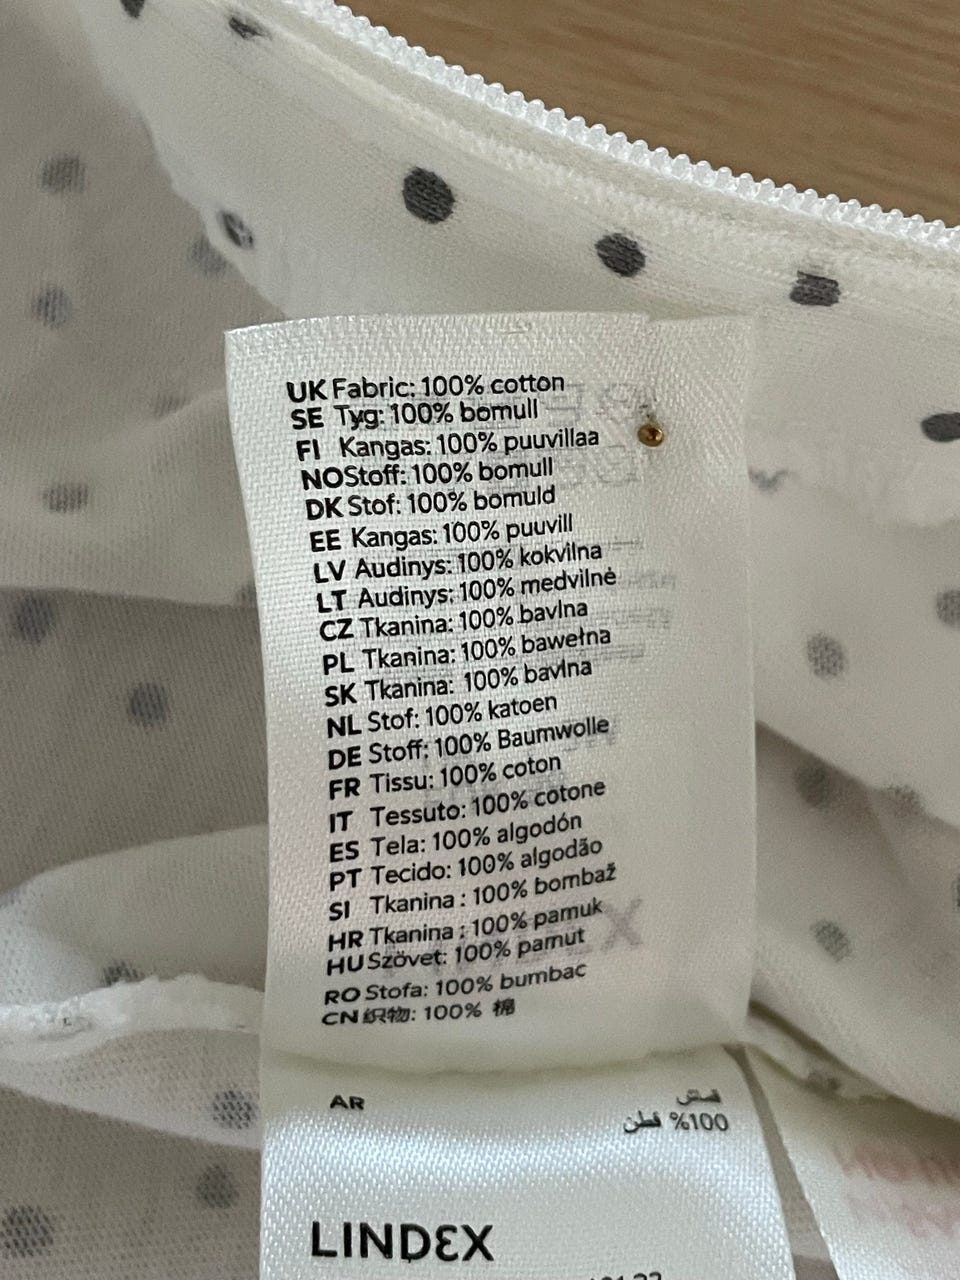 UK Fabric: 100% cotton
SE Tyg: 100% bomull
FI Kangas: 100% puuvillaa
NO Stoff: 100% bomull
DK Stof: 100% bomuld
EE Kangas: 100% puuvill
LV Audinys: 100% kokvilna
LT Audinys: 100% medvilnė
CZ Tkanina: 100% bavlna
PL Tkanina: 100% bawełna
SK Tkanina: 100% bavlna
NL Stof: 100% katoen
DE Stoff: 100% Baumwolle
FR Tissu: 100% coton
IT Tessuto: 100% cotone
ES Tela: 100% algodón
PT Tecido: 100% algodão
SI Tkanina : 100% bombaž
HR Tkanina : 100% pamuk
HU Szövet: 100% pamut
RO Stofa: 100% bumbac
CN 织物: 100% 棉
AR
100% قطن
LINDEX